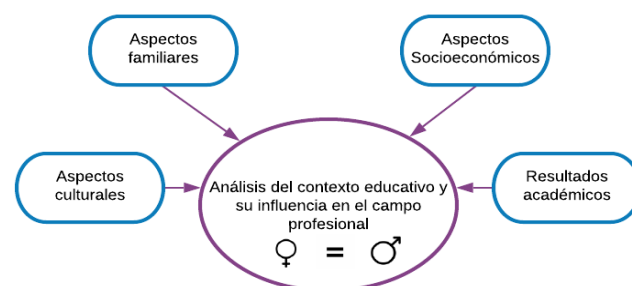 Aspectos
familiares
Aspectos
Socioeconómicos
Aspectos
culturales
Análisis del contexto educativo y
su influencia en el campo
profesional
♀ = ♂
Resultados
académicos